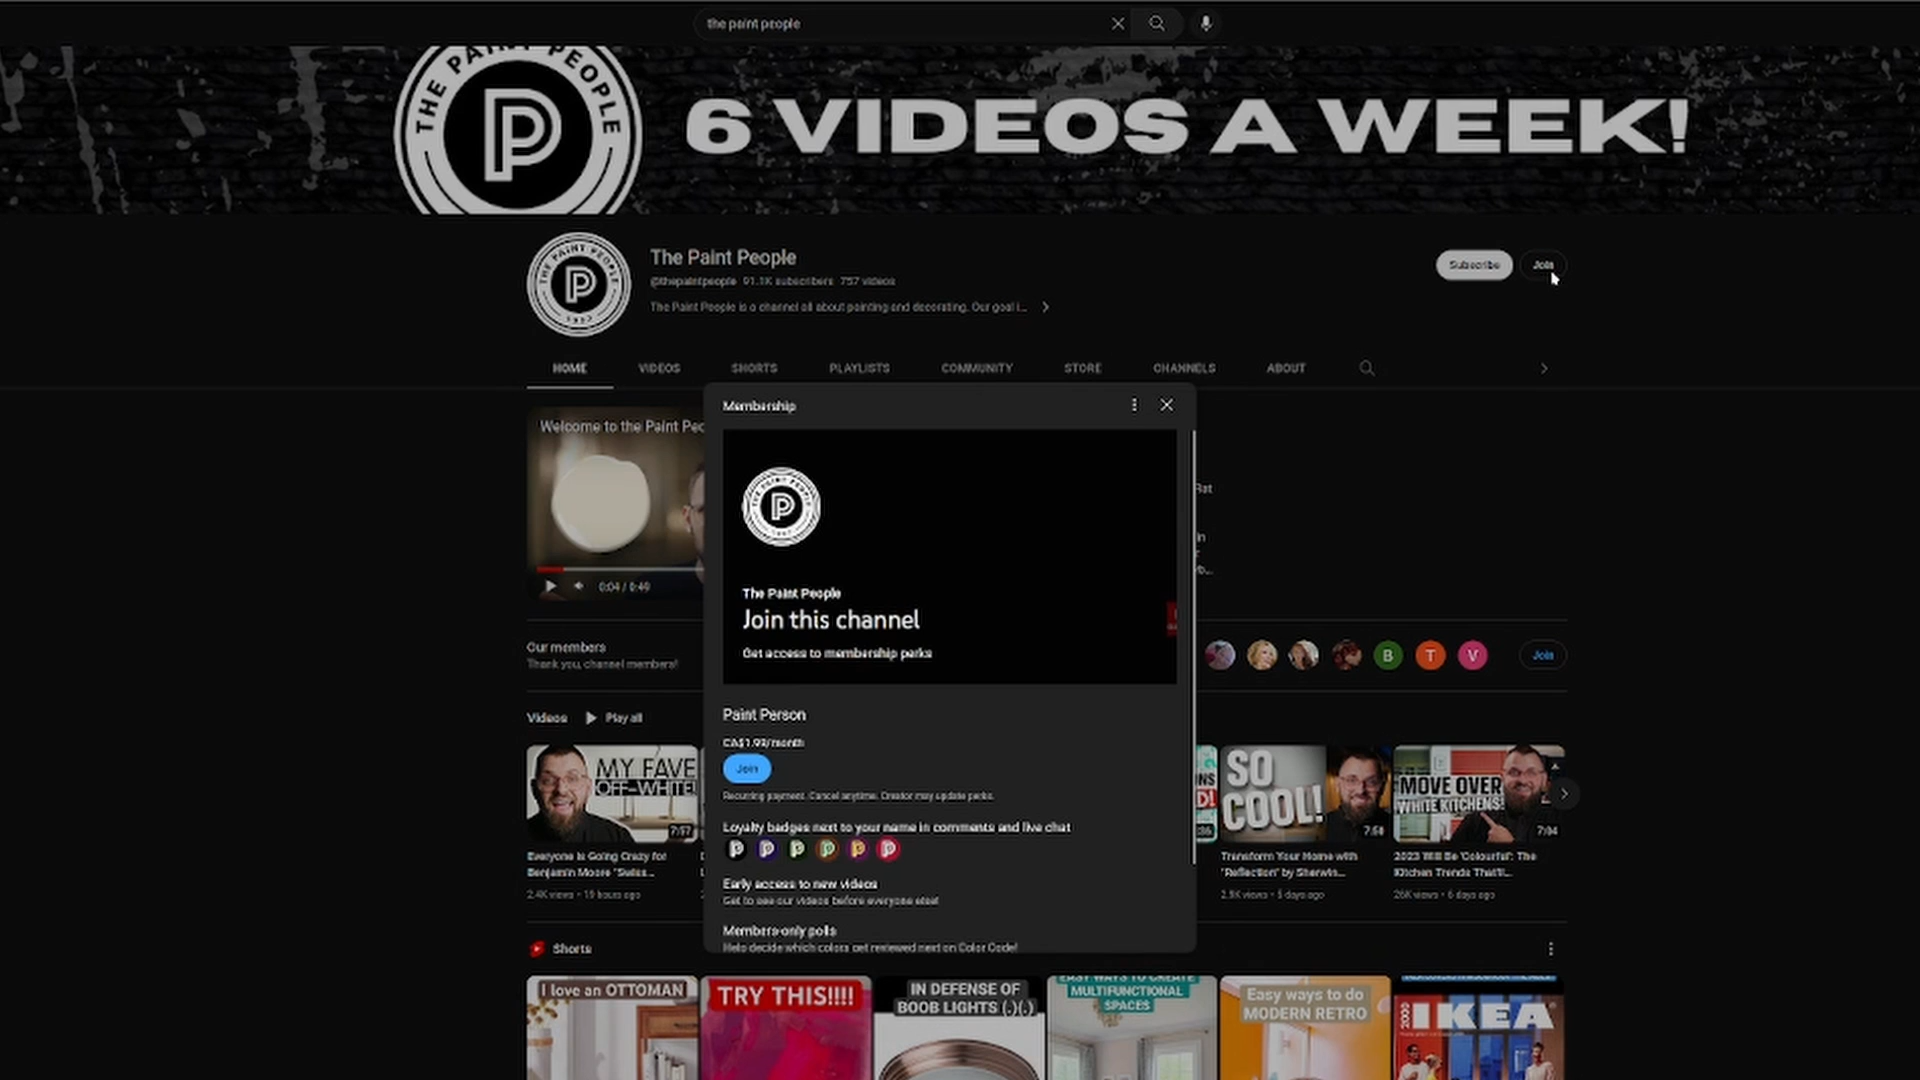 the paint people
THE PAINT PEOPLE
6 VIDEOS A WEEK!
THE PAINT PEOPLE
The Paint People
@thepaintpeople 91.1K subscribers 757 videos
The Paint People is a channel all about painting and decorating. Our goal i...
Subscribe
Join
HOME
VIDEOS
SHORTS
PLAYLISTS
COMMUNITY
STORE
CHANNELS
ABOUT
Membership
Welcome to the Paint Peo
0:04 / 0:49
THE PAINT PEOPLE
The Paint People
Join this channel
Get access to membership perks
Our members
Thank you, channel members!
B
T
V
Join
Paint Person
CA$1.99/month
Join
Recurring payment. Cancel anytime. Creator may update perks.
Loyalty badges next to your name in comments and live chat
Early access to new videos
Get to see our videos before everyone else!
Members-only polls
Help decide which colors get reviewed next on Color Code!
Videos
Play all
MY FAVE
OFF-WHITE!
7:57
Everyone is Going Crazy for
Benjamin Moore "Swiss...
2.4K views • 19 hours ago
SO
COOL!
7:58
Transform Your Home with
'Reflection' by Sherwin...
2.9K views • 5 days ago
MOVE OVER
WHITE KITCHENS!
7:04
2023 Will Be 'Colourful': The
Kitchen Trends That'll...
26K views • 6 days ago
Shorts
I love an OTTOMAN
TRY THIS!!!!
IN DEFENSE OF
BOOB LIGHTS (.)(.)
EASY WAYS TO CREATE
MULTIFUNCTIONAL
SPACES
Easy ways to do
MODERN RETRO
IKEA